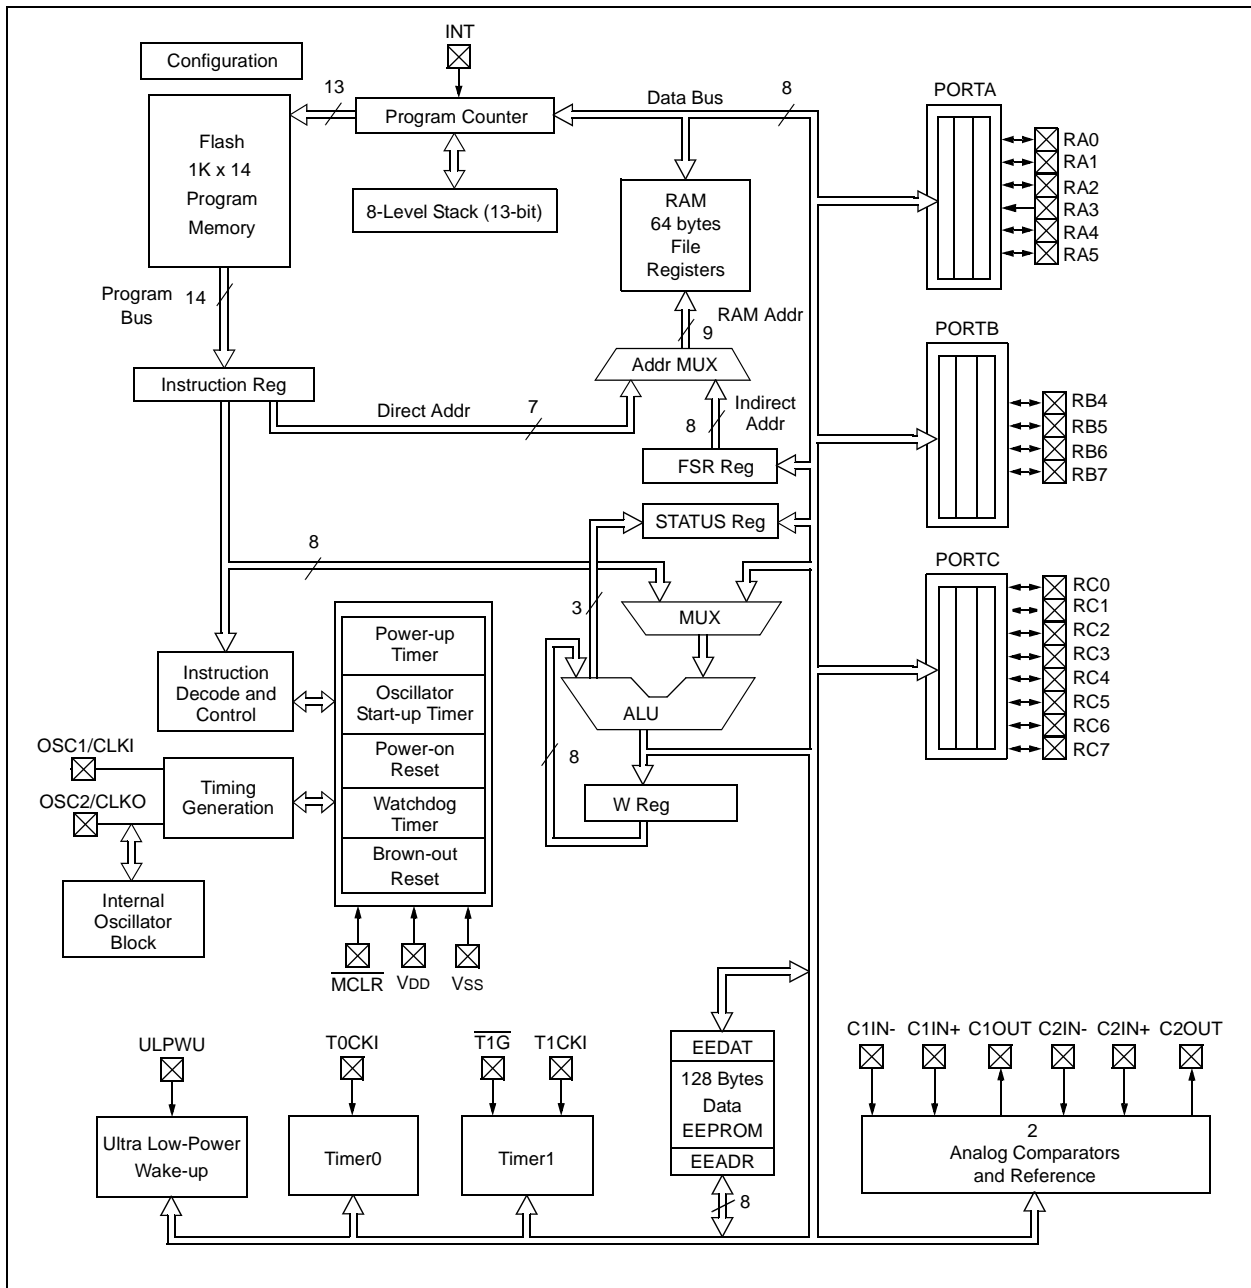 INT
Configuration
13
Data Bus
8
PORTA
Program Counter
Flash
1K x 14
Program
Memory
8-Level Stack (13-bit)
RAM
64 bytes
File
Registers
RA0
RA1
RA2
RA3
RA4
RA5
Program
Bus
14
RAM Addr
9
PORTB
Addr MUX
Instruction Reg
Direct Addr
7
Indirect
Addr
8
FSR Reg
RB4
RB5
RB6
RB7
STATUS Reg
8
PORTC
3
MUX
RC0
RC1
RC2
RC3
RC4
RC5
RC6
RC7
Power-up
Timer
Oscillator
Start-up Timer
Power-on
Reset
Watchdog
Timer
Brown-out
Reset
Instruction
Decode and
Control
ALU
8
W Reg
OSC1/CLKI
OSC2/CLKO
Timing
Generation
Internal
Oscillator
Block
MCLR
VDD
VSS
ULPWU
T0CKI
T1G
T1CKI
EEDAT
128 Bytes
Data
EEPROM
EEADR
8
C1IN-
C1IN+
C1OUT
C2IN-
C2IN+
C2OUT
Ultra Low-Power
Wake-up
Timer0
Timer1
2
Analog Comparators
and Reference